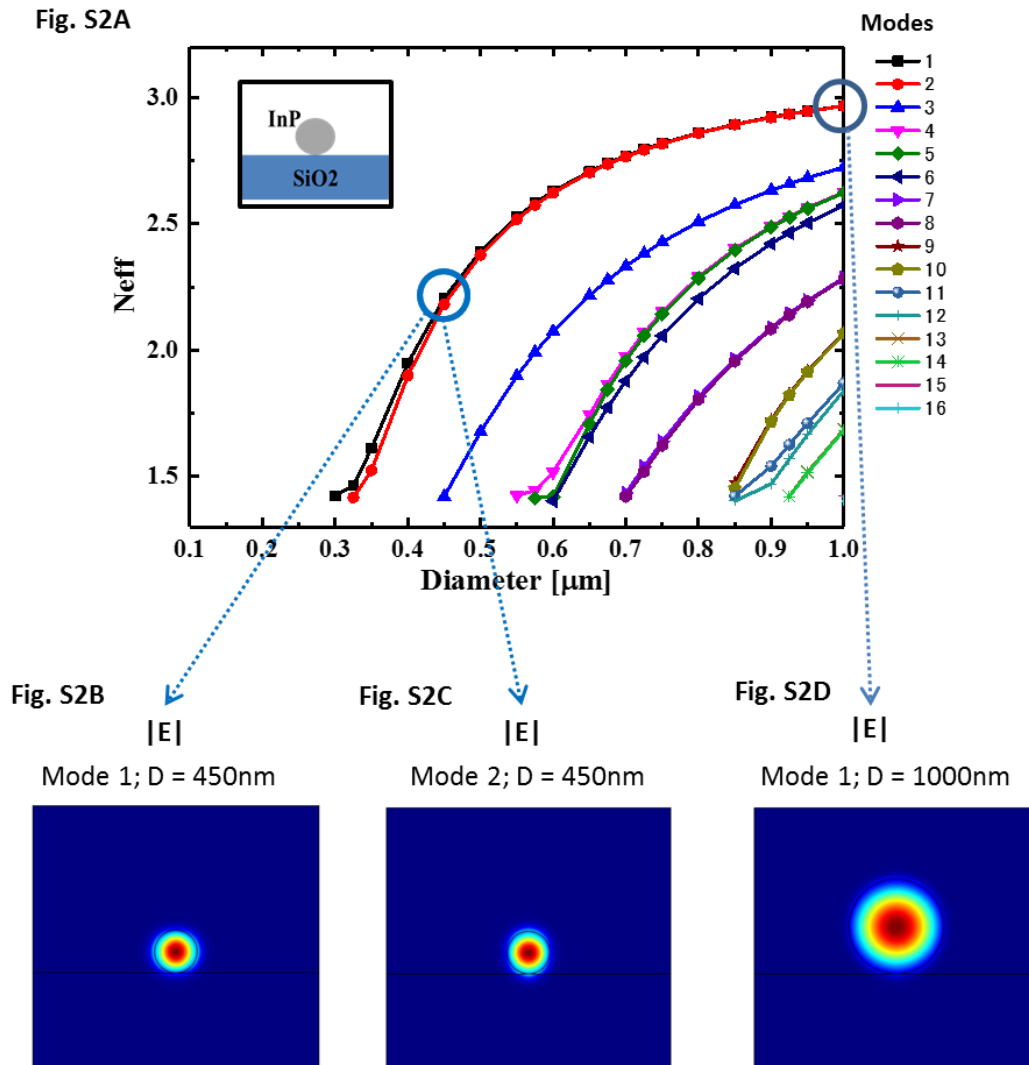 Fig. S2A
Modes
1
2
3
4
5
6
7
8
9
10
11
12
13
14
15
16
InP
SiO2
Neff
3.0
2.5
2.0
1.5
0.1 0.2 0.3 0.4 0.5 0.6 0.7 0.8 0.9 1.0
Diameter [μm]
Fig. S2B
|E|
Mode 1; D = 450nm
Fig. S2C
|E|
Mode 2; D = 450nm
Fig. S2D
|E|
Mode 1; D = 1000nm